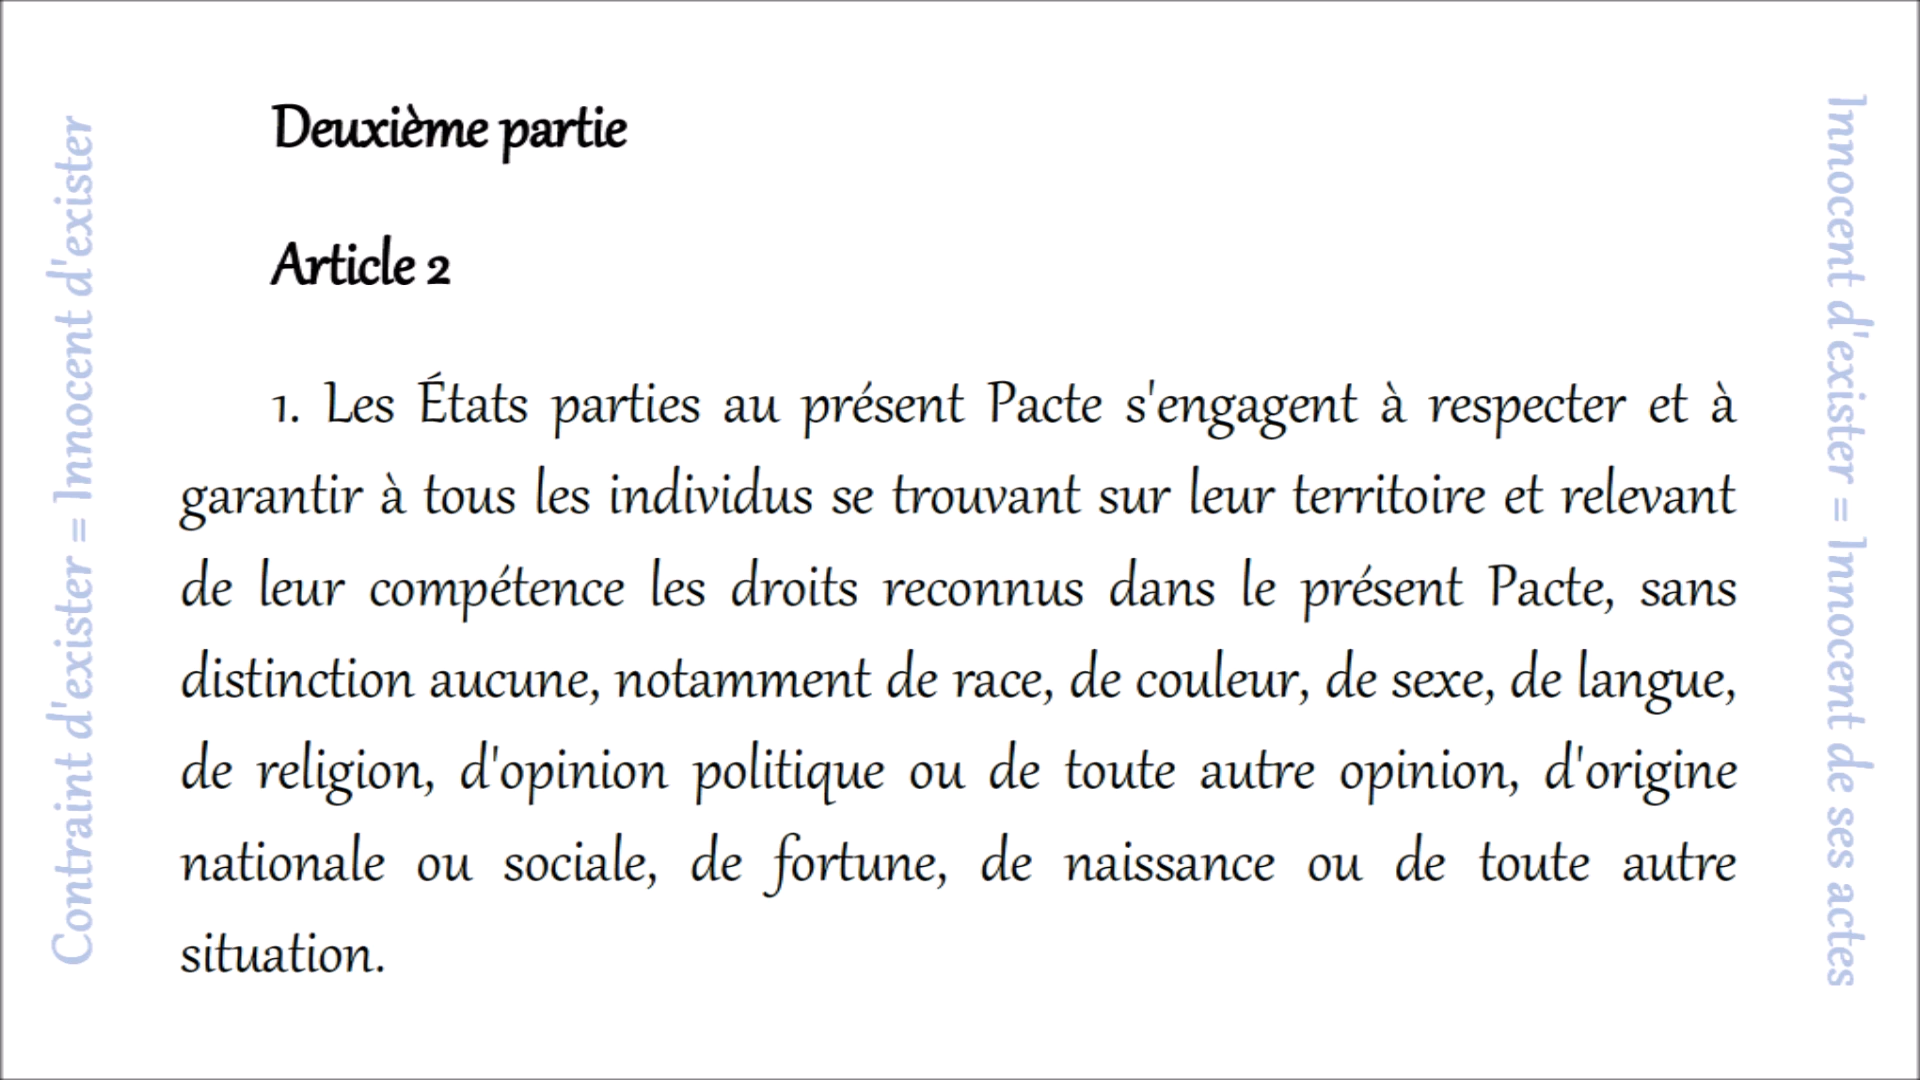 Deuxième partie
Article 2
1. Les États parties au présent Pacte s'engagent à respecter et à
garantir à tous les individus se trouvant sur leur territoire et relevant
de leur compétence les droits reconnus dans le présent Pacte, sans
distinction aucune, notamment de race, de couleur, de sexe, de langue,
de religion, d'opinion politique ou de toute autre opinion, d'origine
nationale ou sociale, de fortune, de naissance ou de toute autre
situation.
Contraint d'exister = Innocent d'exister
Innocent d'exister = Innocent de ses actes